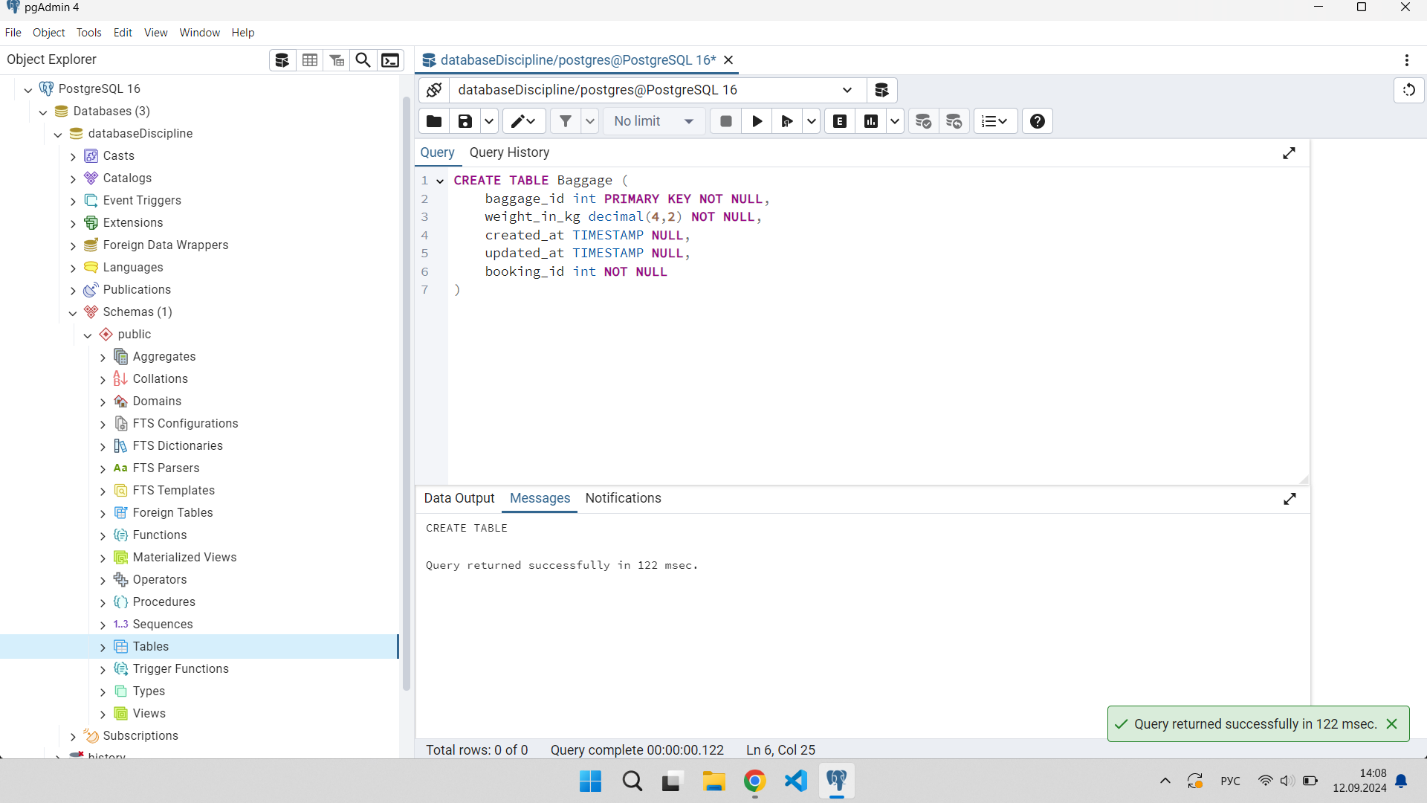 pgAdmin 4
File Object Tools Edit View Window Help
Object Explorer
databaseDiscipline/postgres@PostgreSQL 16*
PostgreSQL 16
Databases (3)
databaseDiscipline
Casts
Catalogs
Event Triggers
Extensions
Foreign Data Wrappers
Languages
Publications
Schemas (1)
public
Aggregates
Collations
Domains
FTS Configurations
FTS Dictionaries
Aa FTS Parsers
FTS Templates
Foreign Tables
Functions
Materialized Views
Operators
Procedures
1..3 Sequences
Tables
Trigger Functions
Types
Views
Subscriptions
history
databaseDiscipline/postgres@PostgreSQL 16
No limit
E
Query Query History
1 CREATE TABLE Baggage (
2 baggage_id int PRIMARY KEY NOT NULL,
3 weight_in_kg decimal(4,2) NOT NULL,
4 created_at TIMESTAMP NULL,
5 updated_at TIMESTAMP NULL,
6 booking_id int NOT NULL
7 )
Data Output Messages Notifications
CREATE TABLE
Query returned successfully in 122 msec.
Query returned successfully in 122 msec.
Total rows: 0 of 0 Query complete 00:00:00.122 Ln 6, Col 25
РУС
14:08
12.09.2024